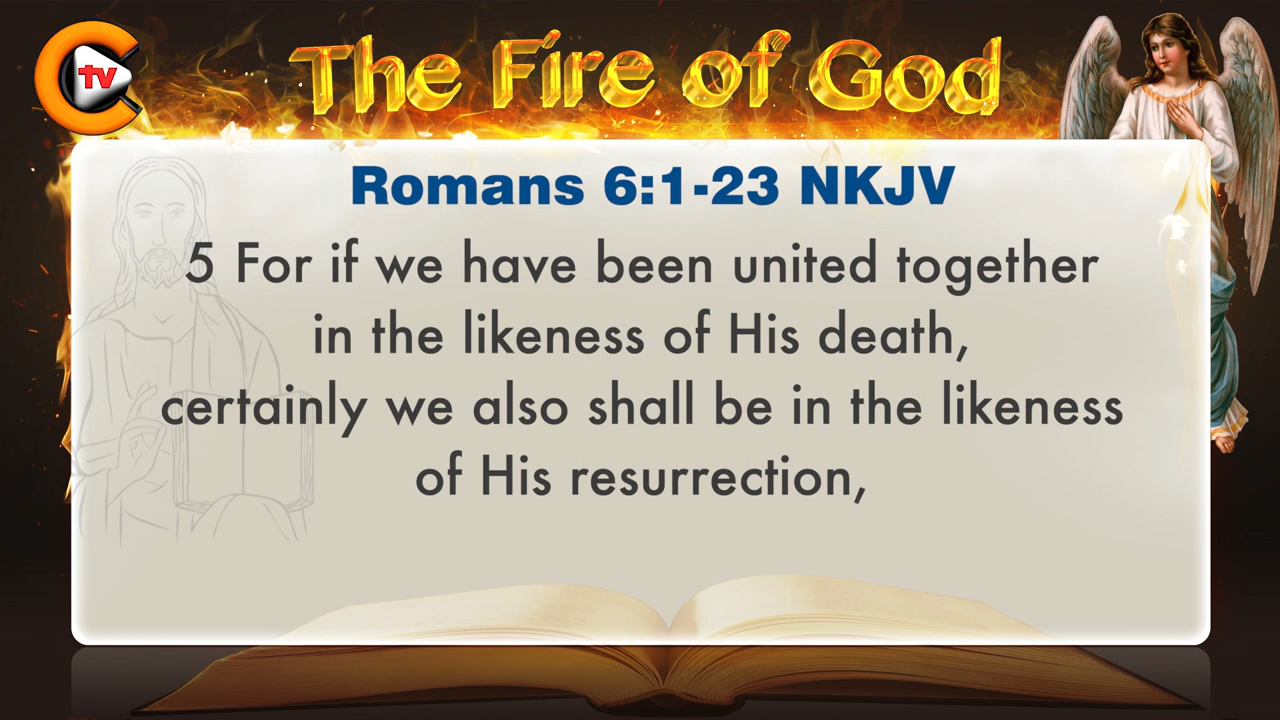 tv
The Fire of God
Romans 6:1-23 NKJV
5 For if we have been united together
in the likeness of His death,
certainly we also shall be in the likeness
of His resurrection,